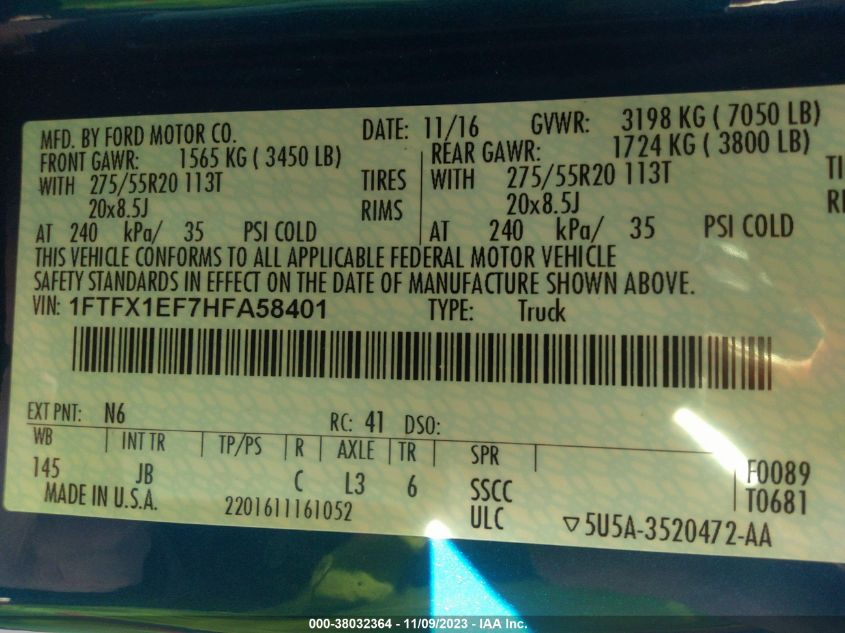 MFD. BY FORD MOTOR CO. DATE: 11/16 GVWR: 3198 KG ( 7050 LB)
FRONT GAWR: 1565 KG ( 3450 LB) REAR GAWR: 1724 KG ( 3800 LB)
WITH 275/55R20 113T TIRES WITH 275/55R20 113T
20x8.5J RIMS 20x8.5J
AT 240 kPa/ 35 PSI COLD AT 240 kPa/ 35 PSI COLD
THIS VEHICLE CONFORMS TO ALL APPLICABLE FEDERAL MOTOR VEHICLE
SAFETY STANDARDS IN EFFECT ON THE DATE OF MANUFACTURE SHOWN ABOVE.
VIN: 1FTFX1EF7HFA58401 TYPE: Truck
EXT PNT: N6 RC: 41 DSO:
WB INT TR TP/PS R AXLE TR SPR
145 JB C L3 6 SSCC F0089
MADE IN U.S.A. 2201611161052 ULC T0681
5U5A-3520472-AA
000-38032364 - 11/09/2023 - IAA Inc.